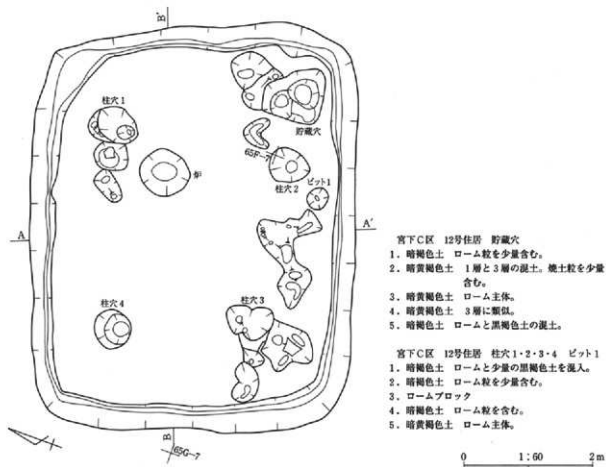 B'
柱穴 1
貯蔵穴
65F-7
炉
柱穴 2
ピット1
A
A'
柱穴 4
柱穴 3
B
65G-7
宮下C区 12号住居 貯蔵穴
1. 暗褐色土 ローム粒を少量含む。
2. 暗黄褐色土 1層と3層の混土。焼土粒を少量
含む。
3. 暗黄褐色土 ローム主体。
4. 暗黄褐色土 3層に類似。
5. 暗褐色土 ロームと黒褐色土の混土。
宮下C区 12号住居 柱穴1・2・3・4 ピット1
1. 暗褐色土 ロームと少量の黒褐色土を混入。
2. 暗褐色土 ローム粒を少量含む。
3. ロームブロック
4. 暗褐色土 ローム粒を含む。
5. 暗黄褐色土 ローム主体。
0 1:60 2m